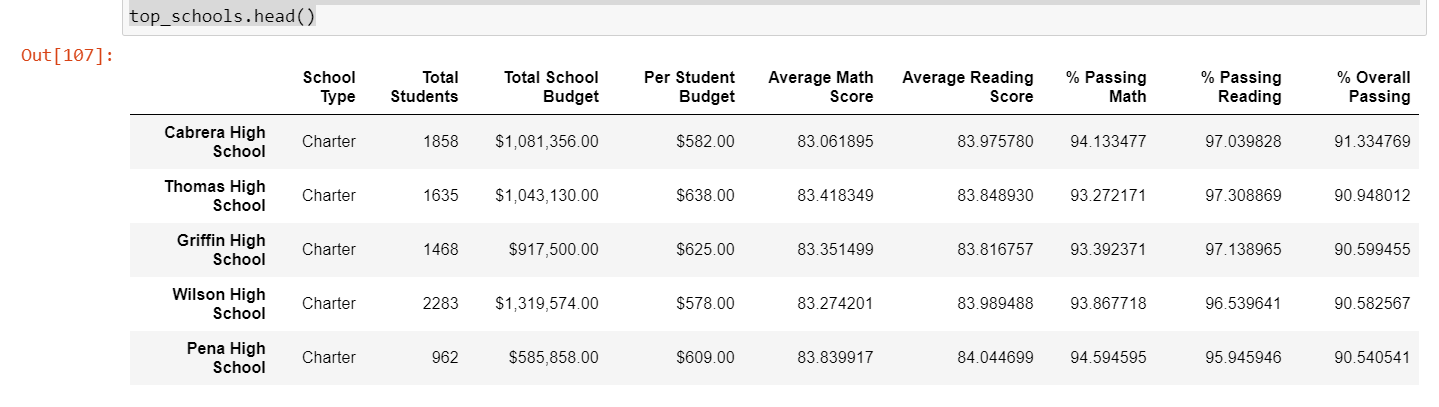 top_schools.head()
Out[107]:
School Type Total Students Total School Budget Per Student Budget Average Math Score Average Reading Score % Passing Math % Passing Reading % Overall Passing
Cabrera High School Charter 1858 $1,081,356.00 $582.00 83.061895 83.975780 94.133477 97.039828 91.334769
Thomas High School Charter 1635 $1,043,130.00 $638.00 83.418349 83.848930 93.272171 97.308869 90.948012
Griffin High School Charter 1468 $917,500.00 $625.00 83.351499 83.816757 93.392371 97.138965 90.599455
Wilson High School Charter 2283 $1,319,574.00 $578.00 83.274201 83.989488 93.867718 96.539641 90.582567
Pena High School Charter 962 $585,858.00 $609.00 83.839917 84.044699 94.594595 95.945946 90.540541